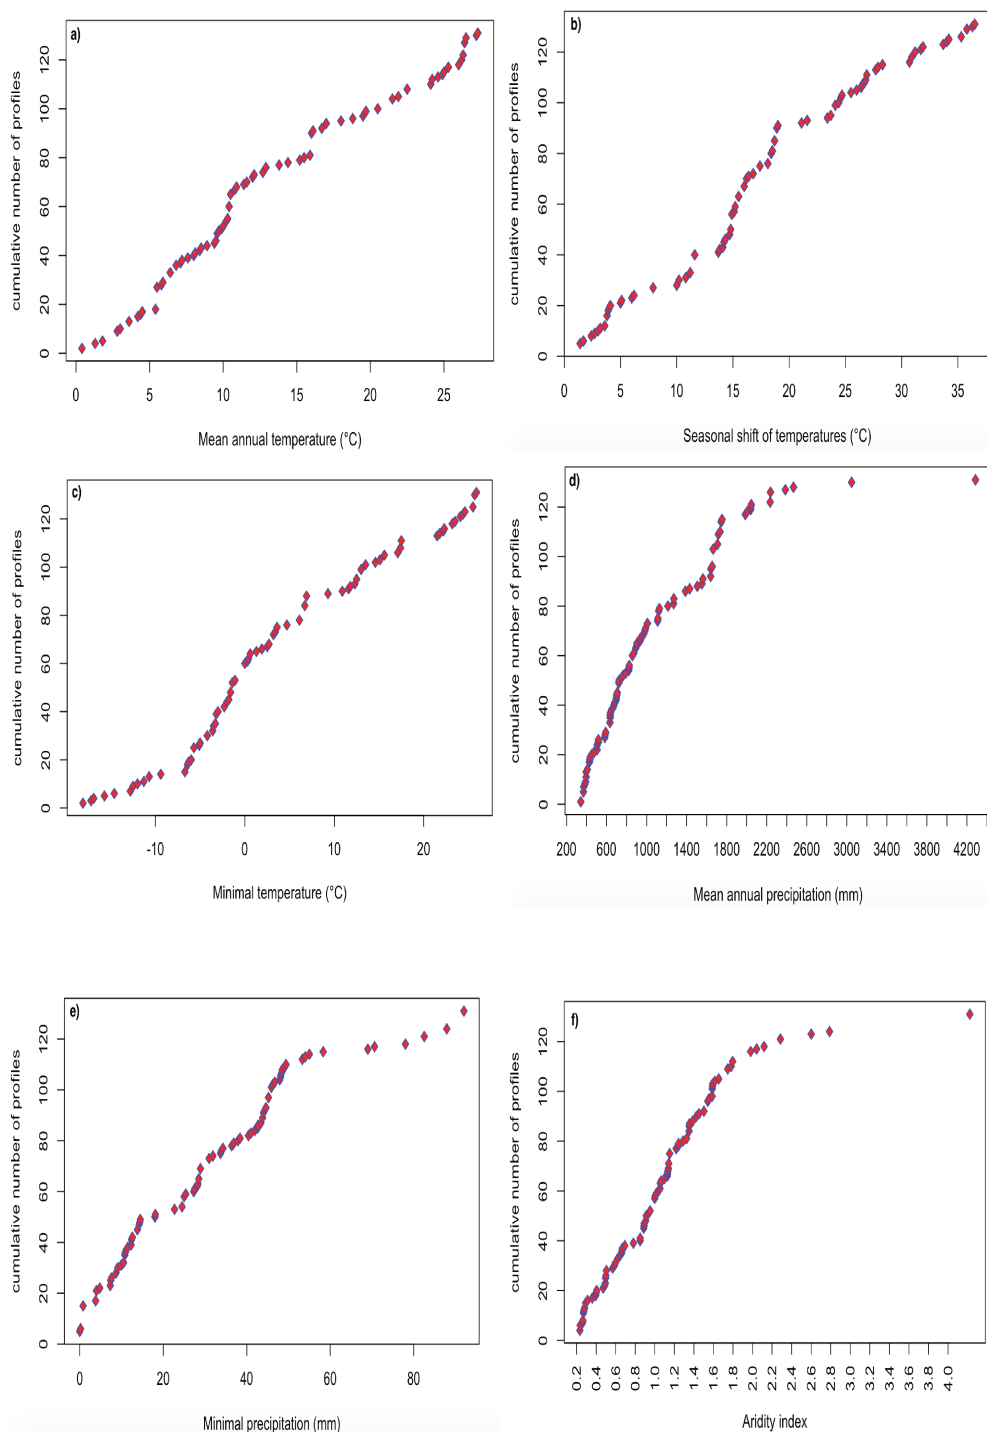 a)
cumulative number of profiles
0 20 40 60 80 100 120
0 5 10 15 20 25
Mean annual temperature (°C)
b)
cumulative number of profiles
0 20 40 60 80 100 120
0 5 10 15 20 25 30 35
Seasonal shift of temperatures (°C)
c)
cumulative number of profiles
0 20 40 60 80 100 120
-10 0 10 20
Minimal temperature (°C)
d)
cumulative number of profiles
0 20 40 60 80 100 120
200 600 1000 1400 1800 2200 2600 3000 3400 3800 4200
Mean annual precipitation (mm)
e)
cumulative number of profiles
0 20 40 60 80 100 120
0 20 40 60 80
Minimal precipitation (mm)
f)
cumulative number of profiles
0 20 40 60 80 100 120
0.2 0.4 0.6 0.8 1.0 1.2 1.4 1.6 1.8 2.0 2.2 2.4 2.6 2.8 3.0 3.2 3.4 3.6 3.8 4.0
Aridity index